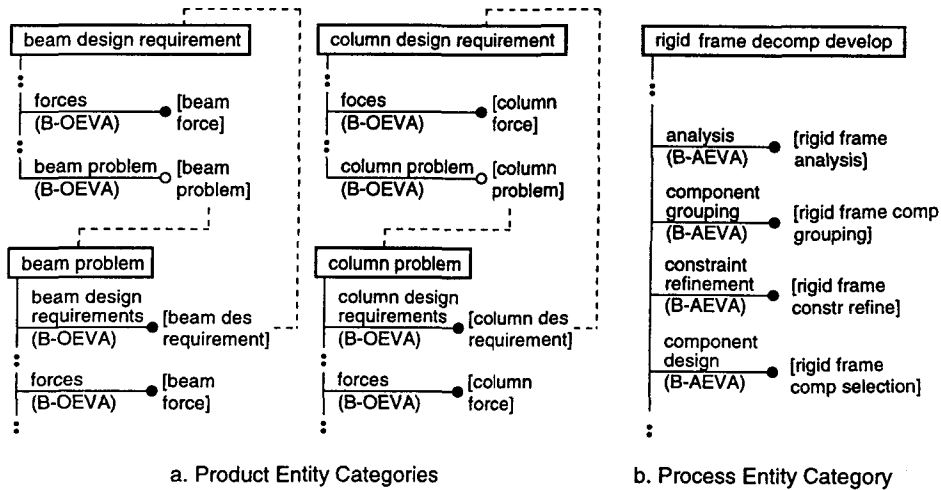 beam design requirement
forces
(B-OEVA)
[beam
force]
beam problem
(B-OEVA)
[beam
problem]
beam problem
beam design
requirements
(B-OEVA)
[beam des
requirement]
forces
(B-OEVA)
[beam
force]
column design requirement
foces
(B-OEVA)
[column
force]
column problem
(B-OEVA)
[column
problem]
column problem
column design
requirements
(B-OEVA)
[column des
requirement]
forces
(B-OEVA)
[column
force]
a. Product Entity Categories
rigid frame decomp develop
analysis
(B-AEVA)
[rigid frame
analysis]
component
grouping
(B-AEVA)
[rigid frame comp
grouping]
constraint
refinement
(B-AEVA)
[rigid frame
constr refine]
component
design
(B-AEVA)
[rigid frame
comp selection]
b. Process Entity Category